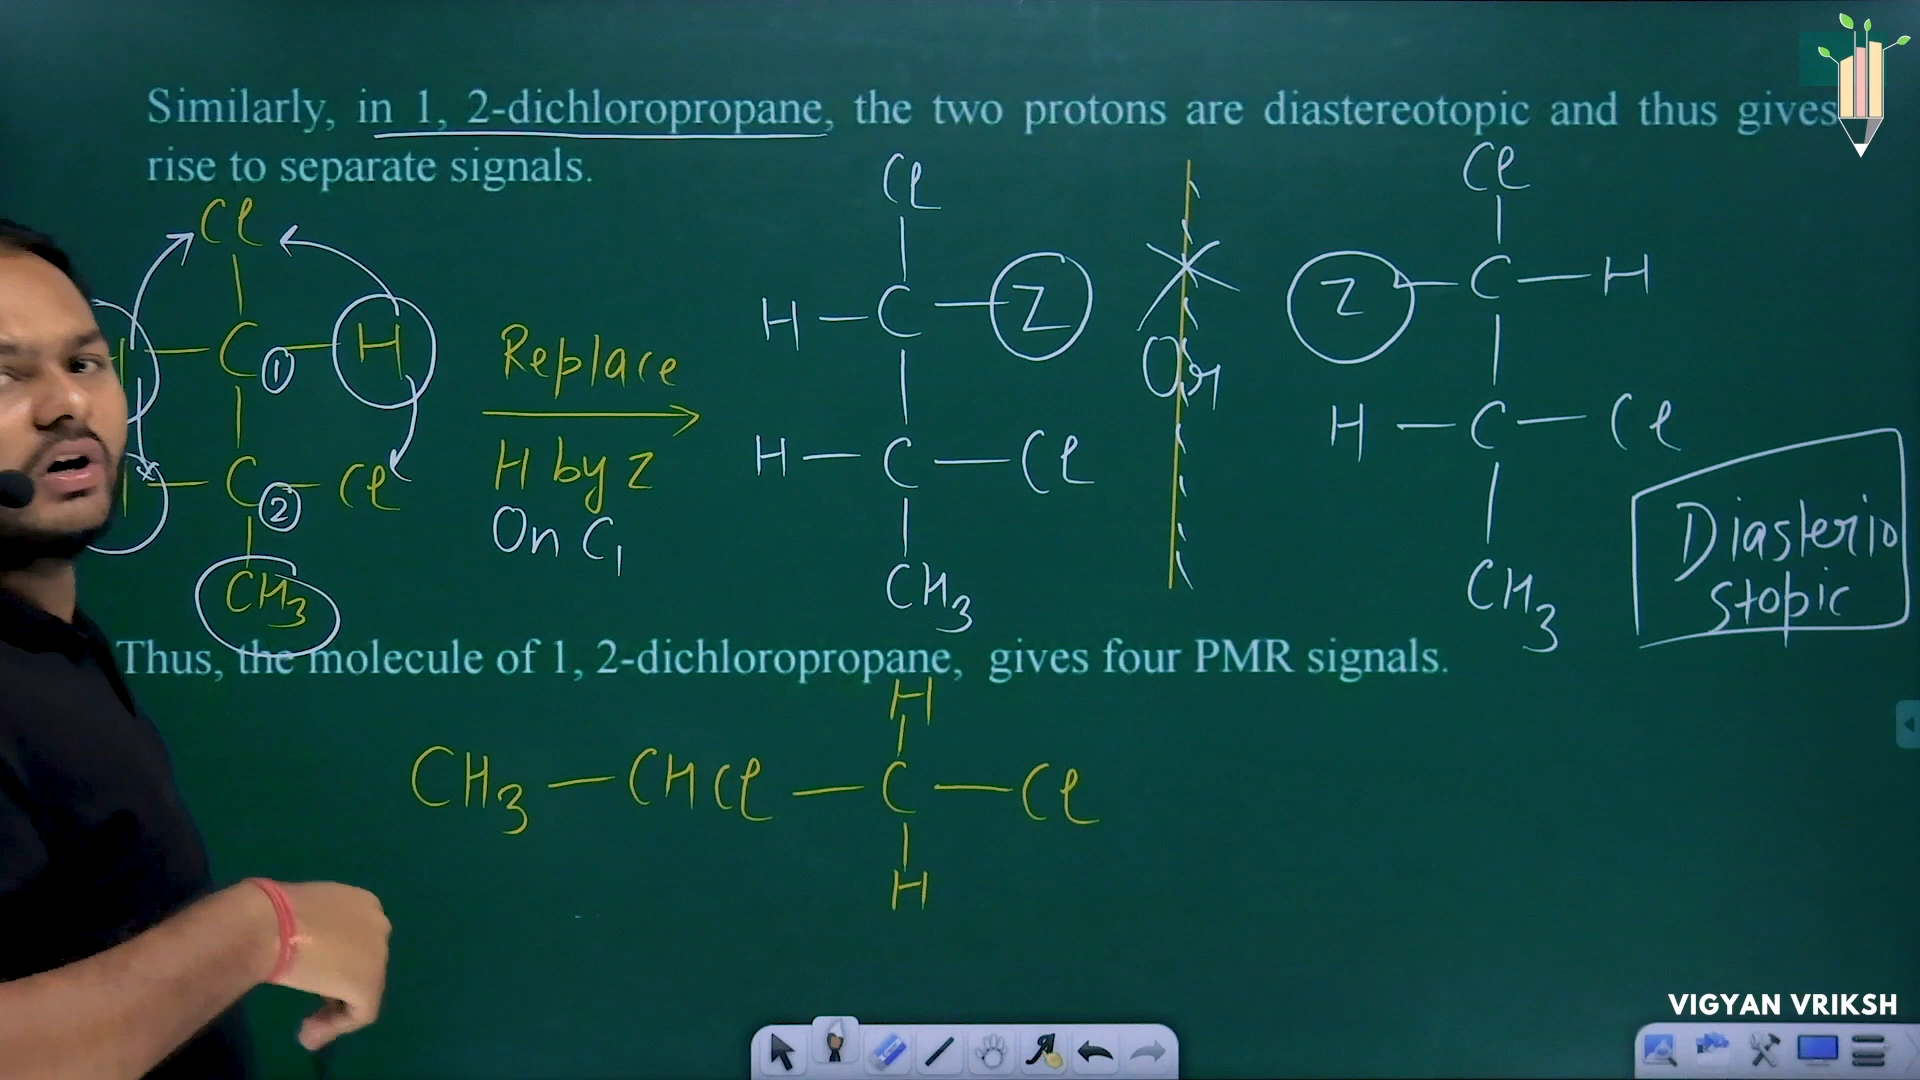 Similarly, in 1, 2-dichloropropane, the two protons are diastereotopic and thus gives
rise to separate signals.
Cl
C 1 H
C 2 Cl
CH3
Replace
H by Z
On C1
Cl
H C Z
H C Cl
CH3
Or
Cl
Z C H
H C Cl
CH3
Diasterio
stopic
Thus, the molecule of 1, 2-dichloropropane, gives four PMR signals.
H
CH3 — CHCl — C — Cl
H
VIGYAN VRIKSH